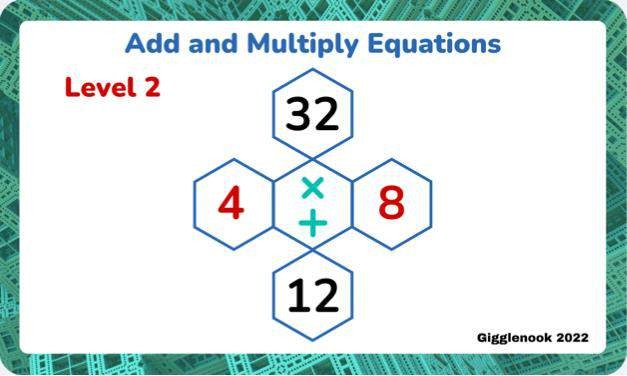 Add and Multiply Equations
Level 2
32
×
4 8
+
12
Gigglenook 2022